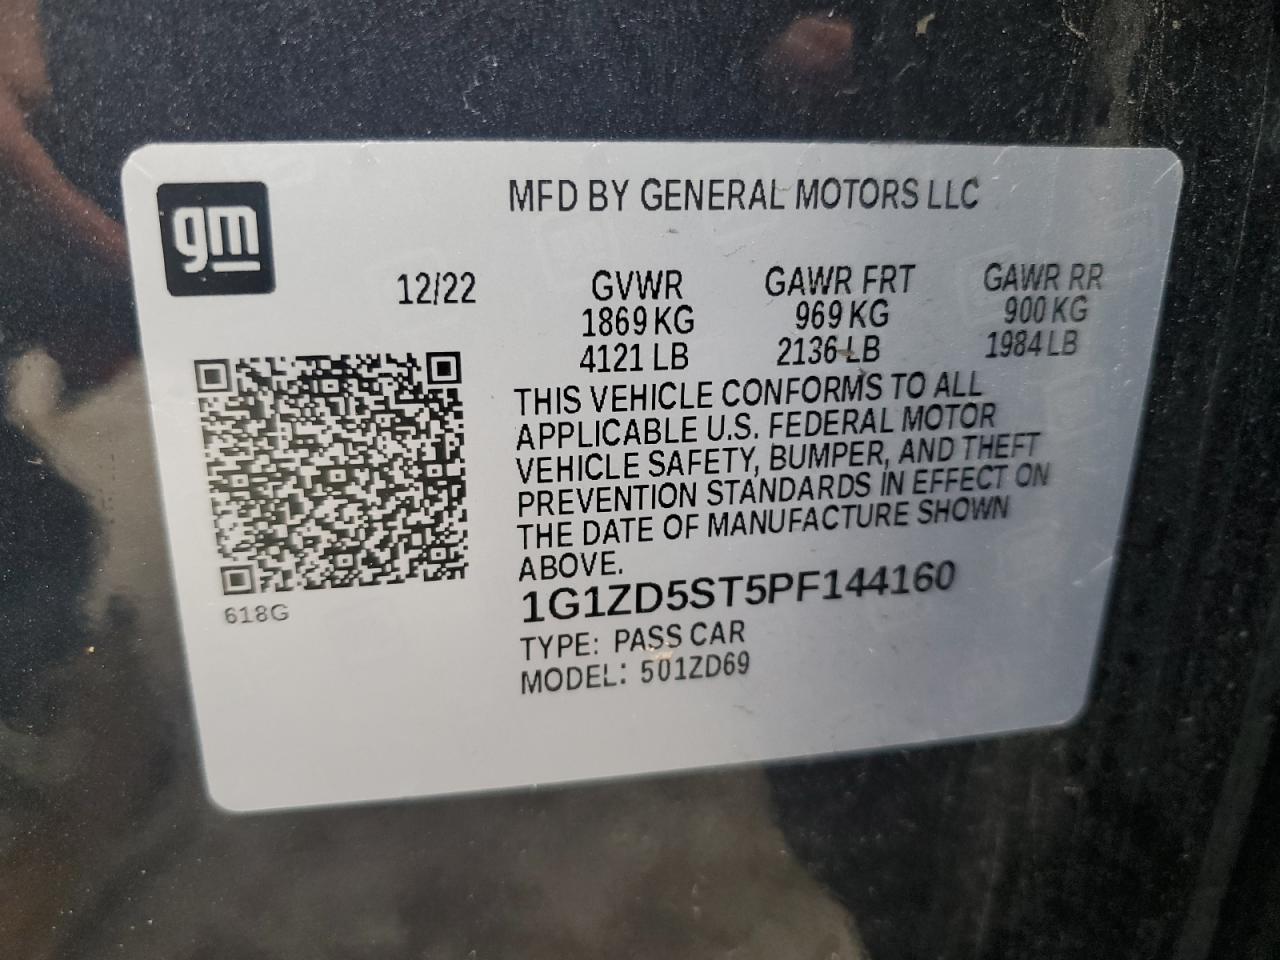 gm
MFD BY GENERAL MOTORS LLC
12/22
GVWR
1869 KG
4121 LB
GAWR FRT
969 KG
2136 LB
GAWR RR
900 KG
1984 LB
THIS VEHICLE CONFORMS TO ALL
APPLICABLE U.S. FEDERAL MOTOR
VEHICLE SAFETY, BUMPER, AND THEFT
PREVENTION STANDARDS IN EFFECT ON
THE DATE OF MANUFACTURE SHOWN
ABOVE.
1G1ZD5ST5PF144160
TYPE: PASS CAR
MODEL: 501ZD69
618G